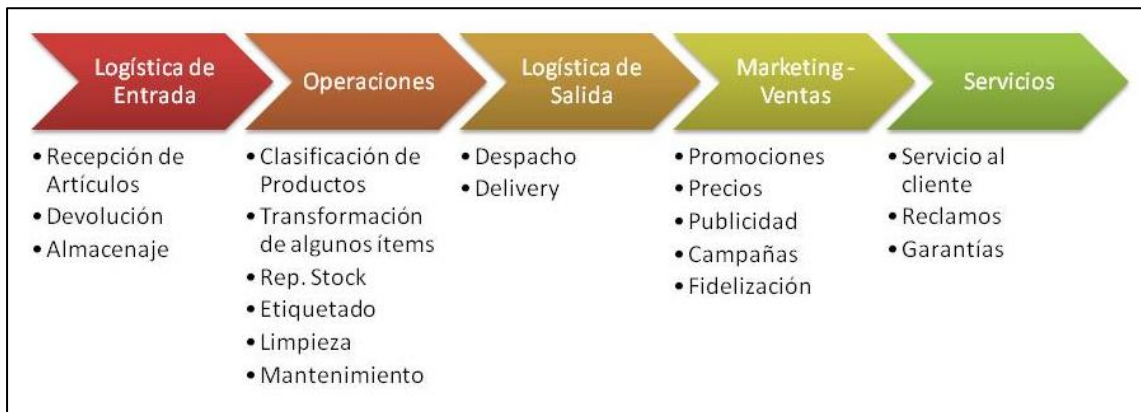 Logística de
Entrada
Operaciones
Logística de
Salida
Marketing -
Ventas
Servicios
• Recepción de
Artículos
• Devolución
• Almacenaje
• Clasificación de
Productos
• Transformación
de algunos ítems
• Rep. Stock
• Etiquetado
• Limpieza
• Mantenimiento
• Despacho
• Delivery
• Promociones
• Precios
• Publicidad
• Campañas
• Fidelización
• Servicio al
cliente
• Reclamos
• Garantías